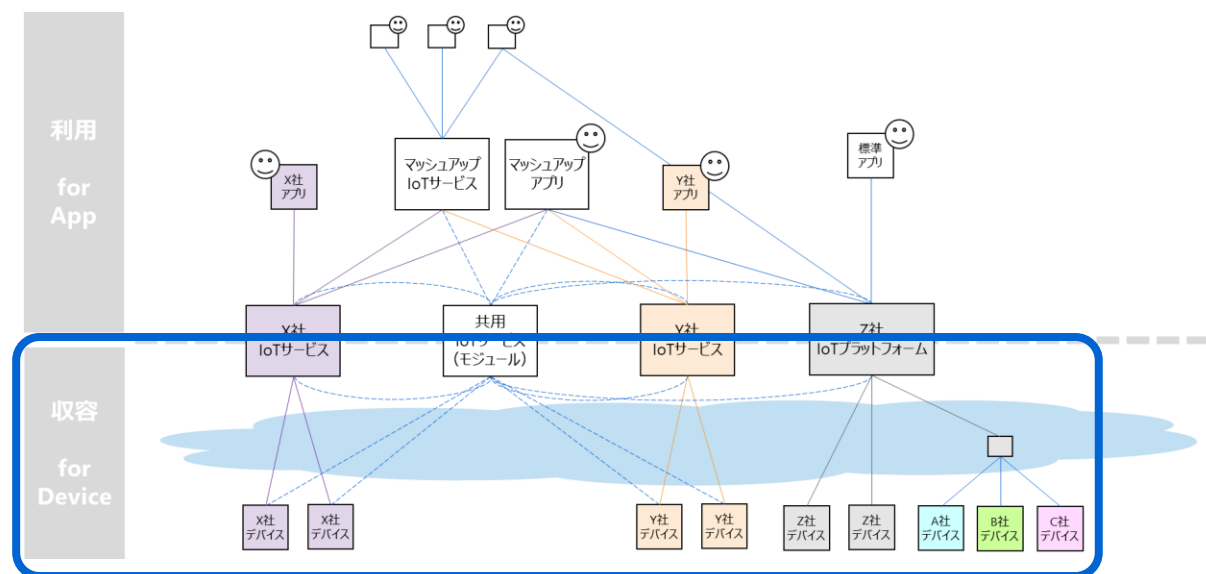 利用
for
App
X社
アプリ
マッシュアップ
IoTサービス
マッシュアップ
アプリ
Y社
アプリ
標準
アプリ
X社
IoTサービス
共用
IoTサービス
（モジュール）
Y社
IoTサービス
Z社
IoTプラットフォーム
収容
for
Device
X社
デバイス
X社
デバイス
Y社
デバイス
Y社
デバイス
Z社
デバイス
Z社
デバイス
A社
デバイス
B社
デバイス
C社
デバイス